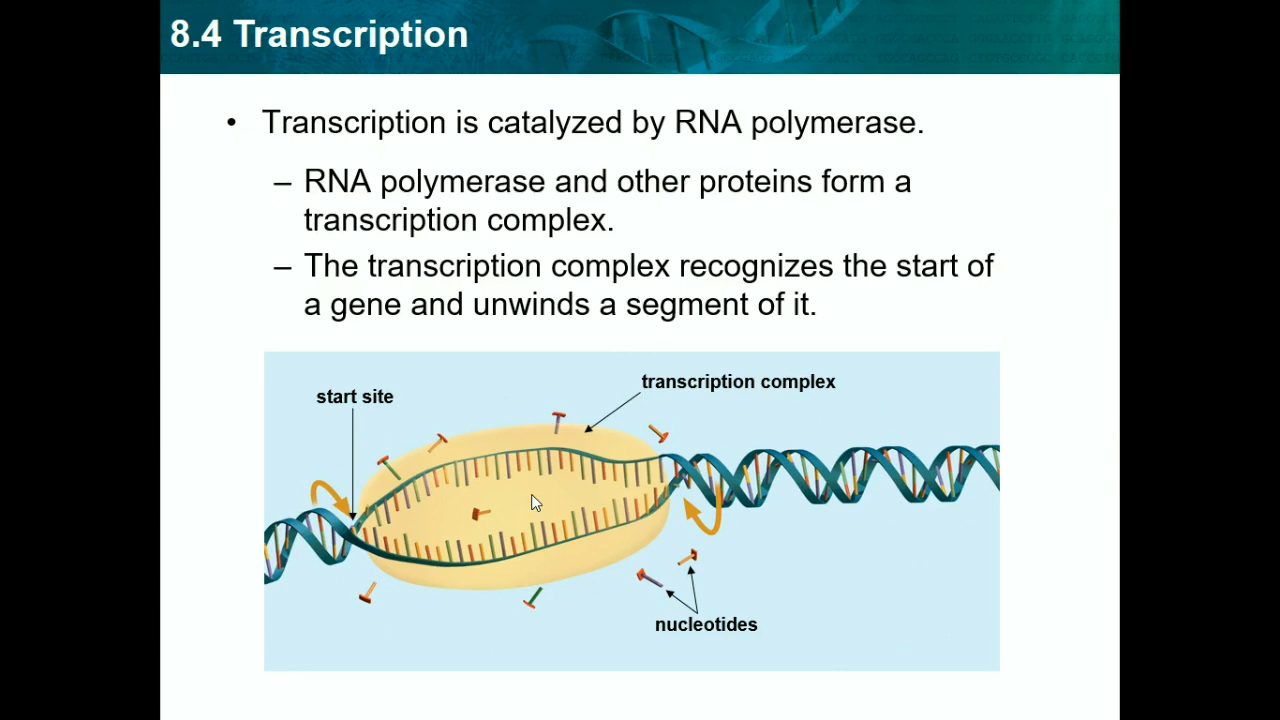 8.4 Transcription
• Transcription is catalyzed by RNA polymerase.
– RNA polymerase and other proteins form a
transcription complex.
– The transcription complex recognizes the start of
a gene and unwinds a segment of it.
start site
transcription complex
nucleotides